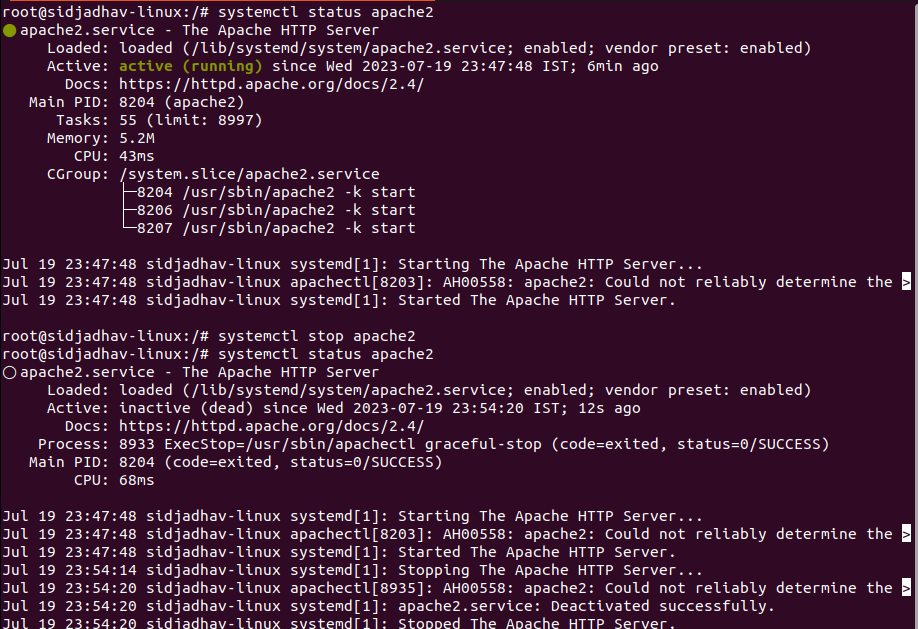 root@sidjadhav-linux:/# systemctl status apache2
apache2.service - The Apache HTTP Server
     Loaded: loaded (/lib/systemd/system/apache2.service; enabled; vendor preset: enabled)
     Active: active (running) since Wed 2023-07-19 23:47:48 IST; 6min ago
       Docs: https://httpd.apache.org/docs/2.4/
   Main PID: 8204 (apache2)
      Tasks: 55 (limit: 8997)
     Memory: 5.2M
        CPU: 43ms
     CGroup: /system.slice/apache2.service
             ├─8204 /usr/sbin/apache2 -k start
             ├─8206 /usr/sbin/apache2 -k start
             └─8207 /usr/sbin/apache2 -k start
Jul 19 23:47:48 sidjadhav-linux systemd[1]: Starting The Apache HTTP Server...
Jul 19 23:47:48 sidjadhav-linux apachectl[8203]: AH00558: apache2: Could not reliably determine the >
Jul 19 23:47:48 sidjadhav-linux systemd[1]: Started The Apache HTTP Server.
root@sidjadhav-linux:/# systemctl stop apache2
root@sidjadhav-linux:/# systemctl status apache2
apache2.service - The Apache HTTP Server
     Loaded: loaded (/lib/systemd/system/apache2.service; enabled; vendor preset: enabled)
     Active: inactive (dead) since Wed 2023-07-19 23:54:20 IST; 12s ago
       Docs: https://httpd.apache.org/docs/2.4/
    Process: 8933 ExecStop=/usr/sbin/apachectl graceful-stop (code=exited, status=0/SUCCESS)
   Main PID: 8204 (code=exited, status=0/SUCCESS)
        CPU: 68ms
Jul 19 23:47:48 sidjadhav-linux systemd[1]: Starting The Apache HTTP Server...
Jul 19 23:47:48 sidjadhav-linux apachectl[8203]: AH00558: apache2: Could not reliably determine the >
Jul 19 23:47:48 sidjadhav-linux systemd[1]: Started The Apache HTTP Server.
Jul 19 23:54:14 sidjadhav-linux systemd[1]: Stopping The Apache HTTP Server...
Jul 19 23:54:20 sidjadhav-linux apachectl[8935]: AH00558: apache2: Could not reliably determine the >
Jul 19 23:54:20 sidjadhav-linux systemd[1]: apache2.service: Deactivated successfully.
Jul 19 23:54:20 sidjadhav-linux systemd[1]: Stopped The Apache HTTP Server.